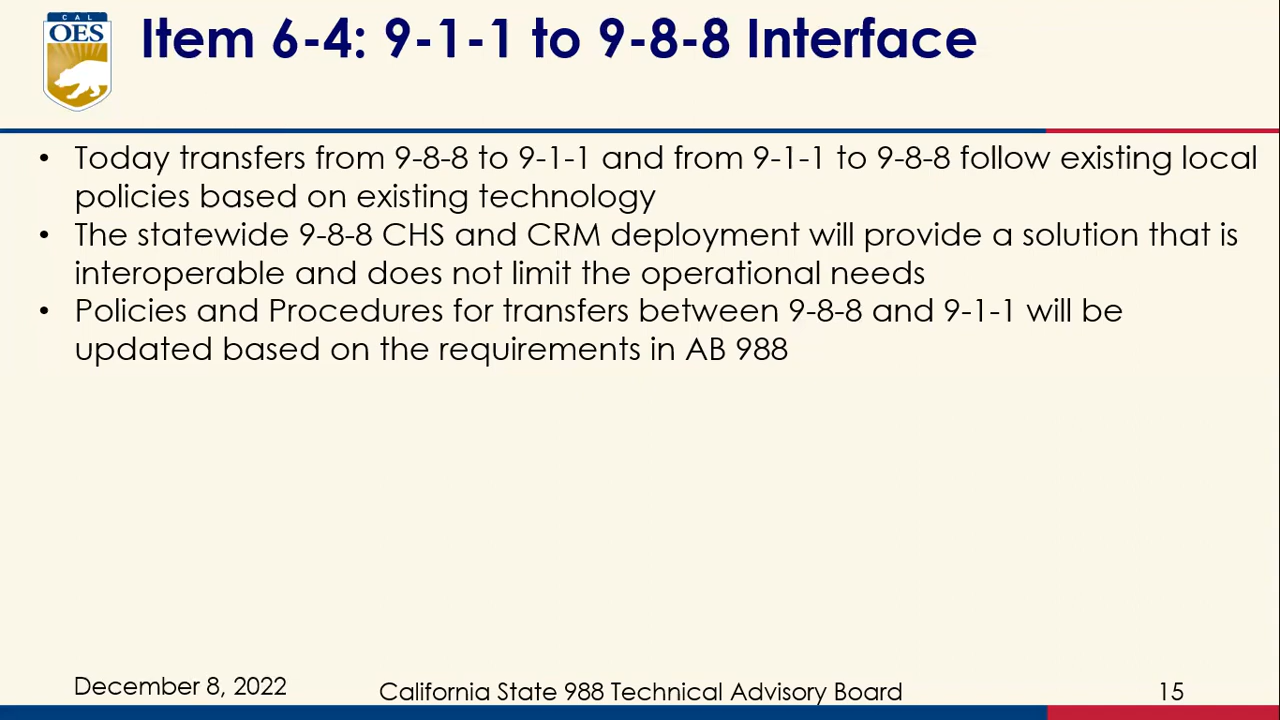 CAL
OES
Item 6-4: 9-1-1 to 9-8-8 Interface
• Today transfers from 9-8-8 to 9-1-1 and from 9-1-1 to 9-8-8 follow existing local
policies based on existing technology
• The statewide 9-8-8 CHS and CRM deployment will provide a solution that is
interoperable and does not limit the operational needs
• Policies and Procedures for transfers between 9-8-8 and 9-1-1 will be
updated based on the requirements in AB 988
December 8, 2022
California State 988 Technical Advisory Board
15